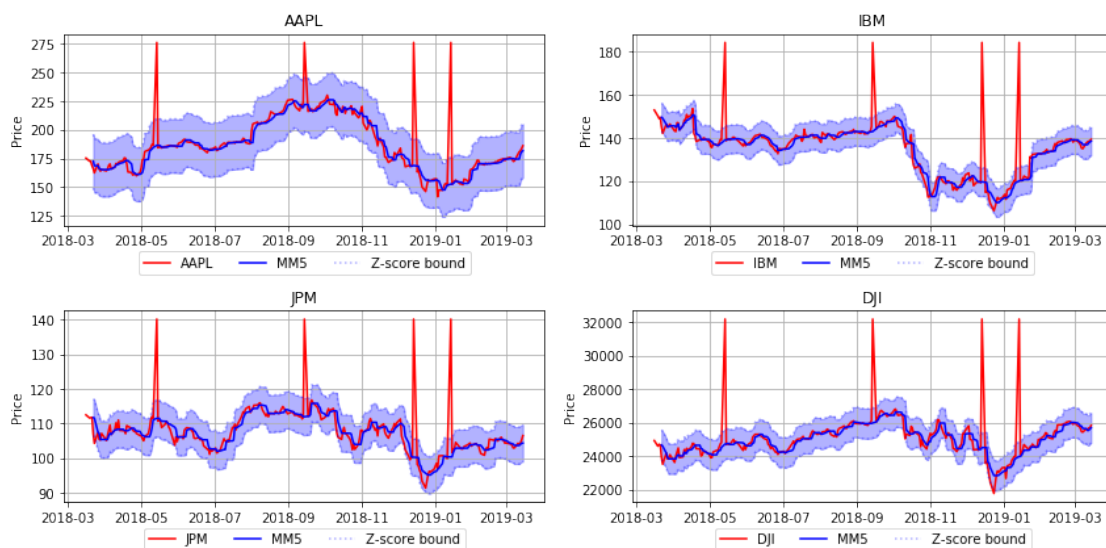 AAPL
275
250
225
200
175
150
125
Price
2018-03 2018-05 2018-07 2018-09 2018-11 2019-01 2019-03
AAPL MM5 Z-score bound
IBM
180
160
140
120
100
Price
2018-03 2018-05 2018-07 2018-09 2018-11 2019-01 2019-03
IBM MM5 Z-score bound
JPM
140
130
120
110
100
90
Price
2018-03 2018-05 2018-07 2018-09 2018-11 2019-01 2019-03
JPM MM5 Z-score bound
DJI
32000
30000
28000
26000
24000
22000
Price
2018-03 2018-05 2018-07 2018-09 2018-11 2019-01 2019-03
DJI MM5 Z-score bound